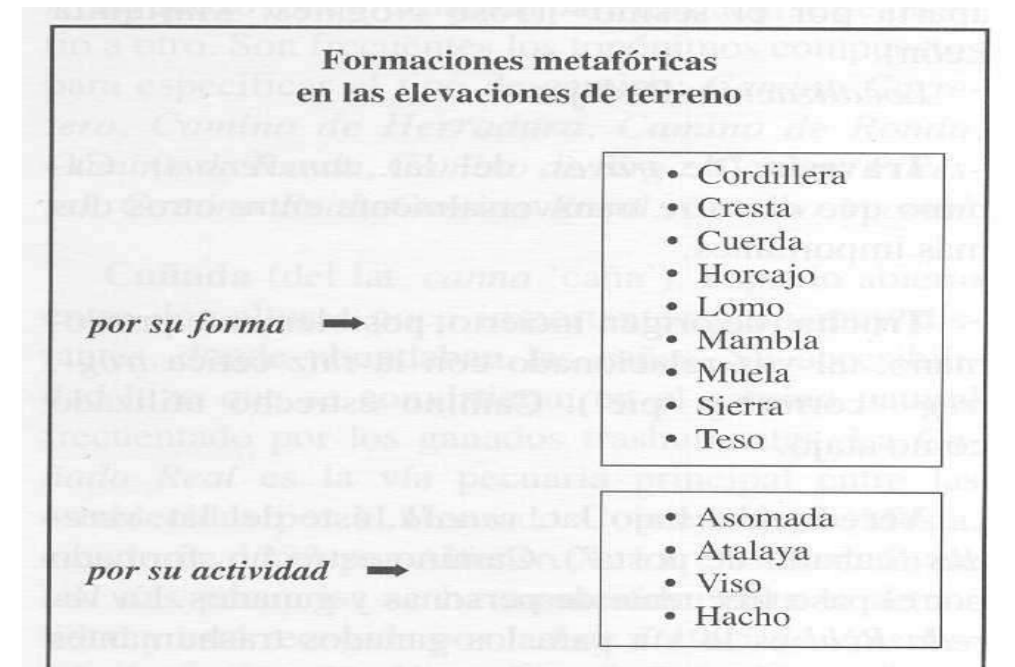 Formaciones metafóricas
en las elevaciones de terreno
por su forma ➡
• Cordillera
• Cresta
• Cuerda
• Horcajo
• Lomo
• Mambla
• Muela
• Sierra
• Teso
por su actividad ➡
• Asomada
• Atalaya
• Viso
• Hacho